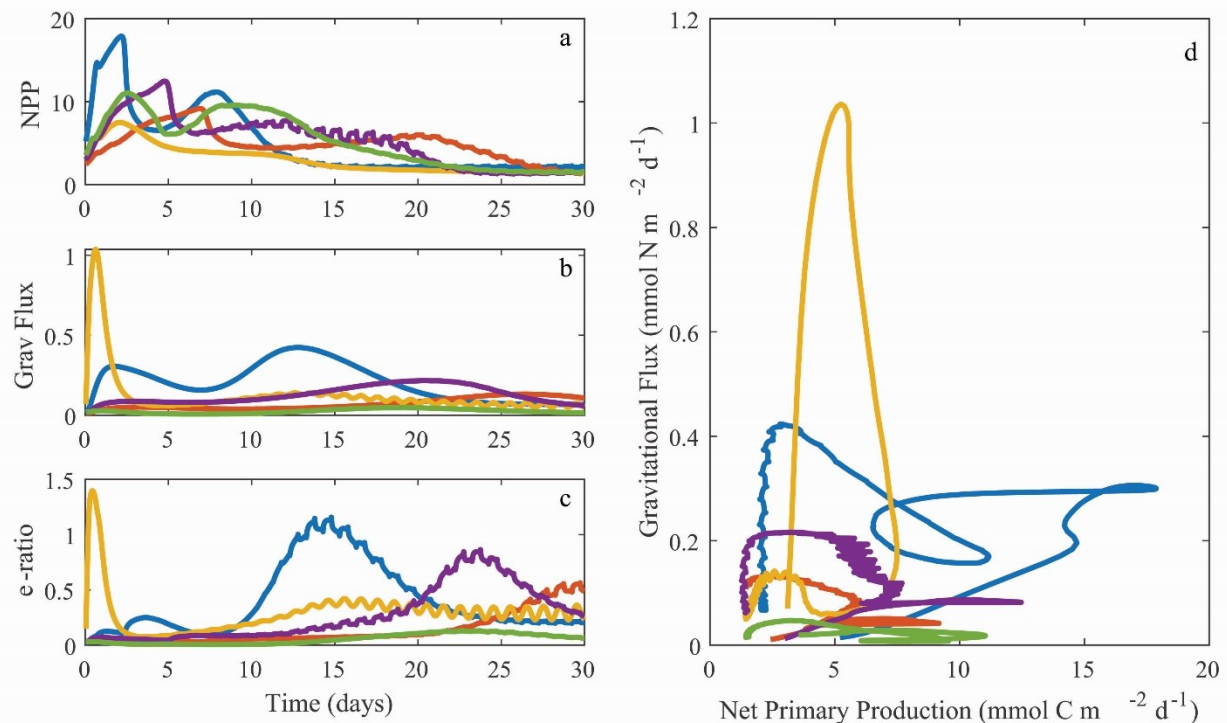 20
10
0
NPP
a
0 5 10 15 20 25 30
1
0.5
0
Grav Flux
b
0 5 10 15 20 25 30
1.5
1
0.5
0
e-ratio
c
0 5 10 15 20 25 30
Time (days)
1.2
1
0.8
0.6
0.4
0.2
0
Gravitational Flux (mmol N m -2 d-1)
d
0 5 10 15 20
Net Primary Production (mmol C m -2 d-1)